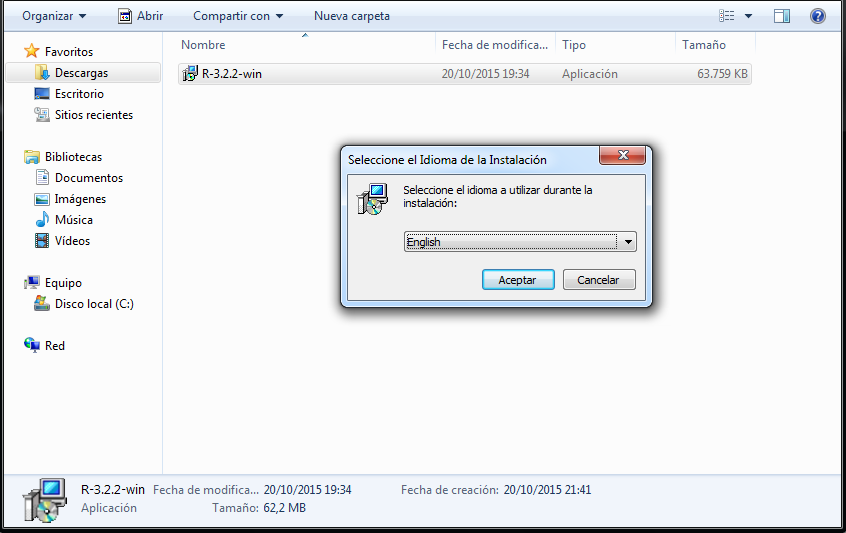 Organizar Abrir Compartir con Nueva carpeta
Nombre Fecha de modifica... Tipo Tamaño
Favoritos
Descargas
Escritorio
Sitios recientes
Bibliotecas
Documentos
Imágenes
Música
Vídeos
Equipo
Disco local (C:)
Red
R-3.2.2-win 20/10/2015 19:34 Aplicación 63.759 KB
Seleccione el Idioma de la Instalación
Seleccione el idioma a utilizar durante la
instalación:
English
Aceptar Cancelar
R-3.2.2-win Fecha de modifica... 20/10/2015 19:34 Fecha de creación: 20/10/2015 21:41
Aplicación Tamaño: 62,2 MB